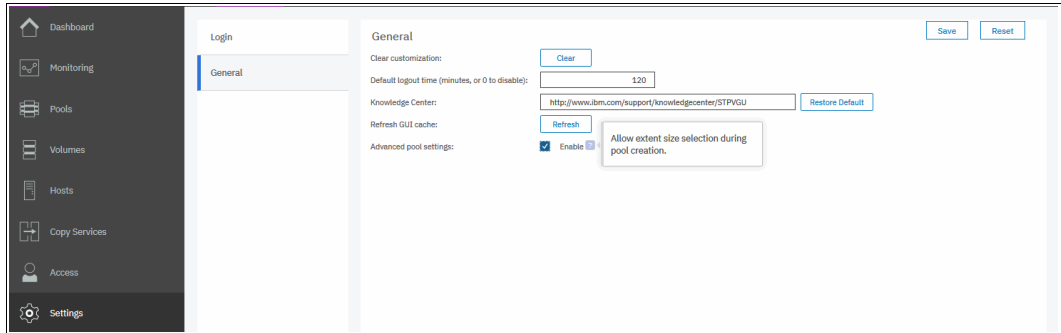 Dashboard
Monitoring
Pools
Volumes
Hosts
Copy Services
Access
Settings
Login
General
General
Save
Reset
Clear customization:
Clear
Default logout time (minutes, or 0 to disable):
120
Knowledge Center:
http://www.ibm.com/support/knowledgecenter/STPVGU
Restore Default
Refresh GUI cache:
Refresh
Advanced pool settings:
Enable
?
Allow extent size selection during
pool creation.